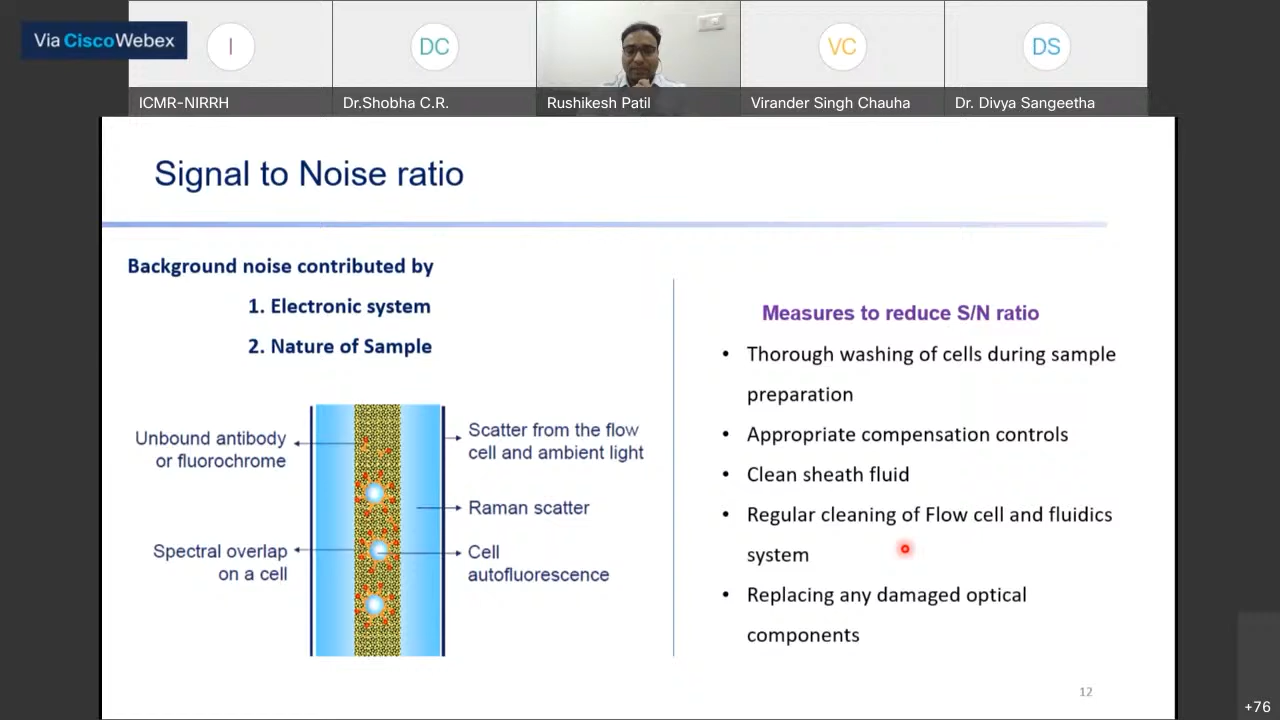 Via Cisco Webex
I
DC
VC
DS
ICMR-NIRRH
Dr.Shobha C.R.
Rushikesh Patil
Virander Singh Chauha
Dr. Divya Sangeetha
Signal to Noise ratio
Background noise contributed by
1. Electronic system
2. Nature of Sample
Unbound antibody
or fluorochrome
Spectral overlap
on a cell
Scatter from the flow
cell and ambient light
Raman scatter
Cell
autofluorescence
Measures to reduce S/N ratio
• Thorough washing of cells during sample
preparation
• Appropriate compensation controls
• Clean sheath fluid
• Regular cleaning of Flow cell and fluidics
system
• Replacing any damaged optical
components
12
+76